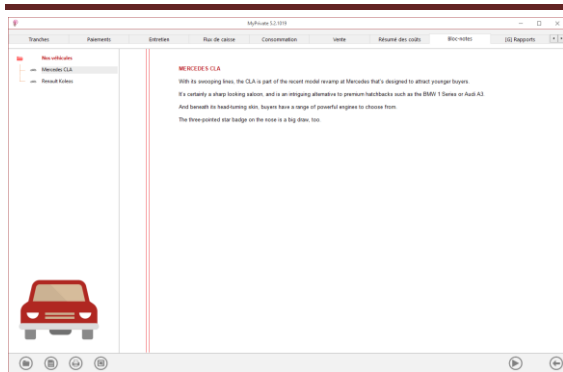 MyPrivate 5.2.1019
Tranches Paiements Entretien Flux de caisse Consommation Vente Résumé des coûts Bloc-notes [G] Rapports
Nos véhicules
Mercedes CLA
Renault Koleos
MERCEDES CLA
With its swooping lines, the CLA is part of the recent model revamp at Mercedes that's designed to attract younger buyers.
It's certainly a sharp looking saloon, and is an intriguing alternative to premium hatchbacks such as the BMW 1 Series or Audi A3.
And beneath its head-turning skin, buyers have a range of powerful engines to choose from.
The three-pointed star badge on the nose is a big draw, too.